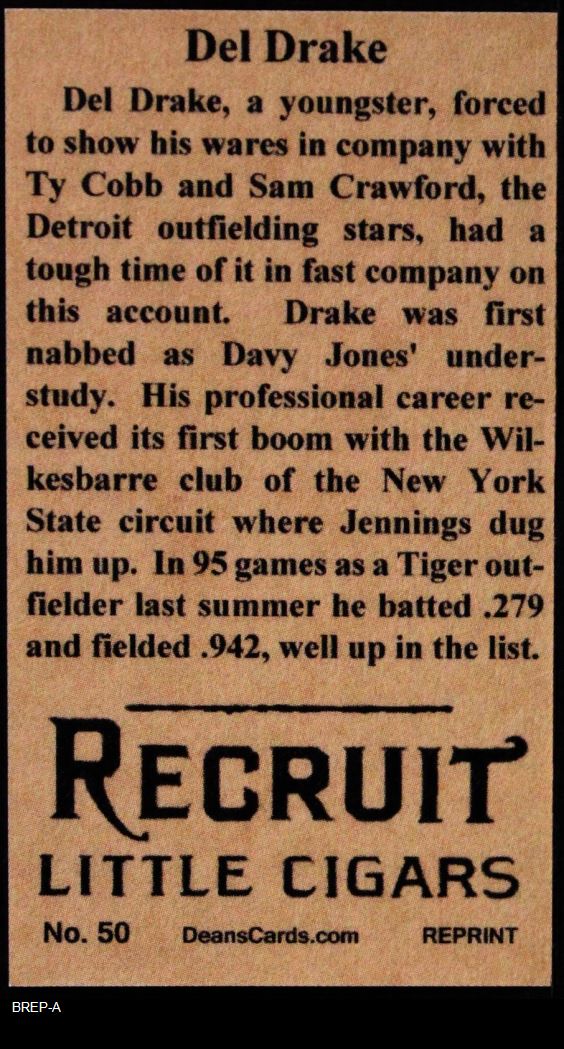 Del Drake
Del Drake, a youngster, forced
to show his wares in company with
Ty Cobb and Sam Crawford, the
Detroit outfielding stars, had a
tough time of it in fast company on
this account. Drake was first
nabbed as Davy Jones' under-
study. His professional career re-
ceived its first boom with the Wil-
kesbarre club of the New York
State circuit where Jennings dug
him up. In 95 games as a Tiger out-
fielder last summer he batted .279
and fielded .942, well up in the list.
RECRUIT
LITTLE CIGARS
No. 50 DeansCards.com REPRINT
BREP-A